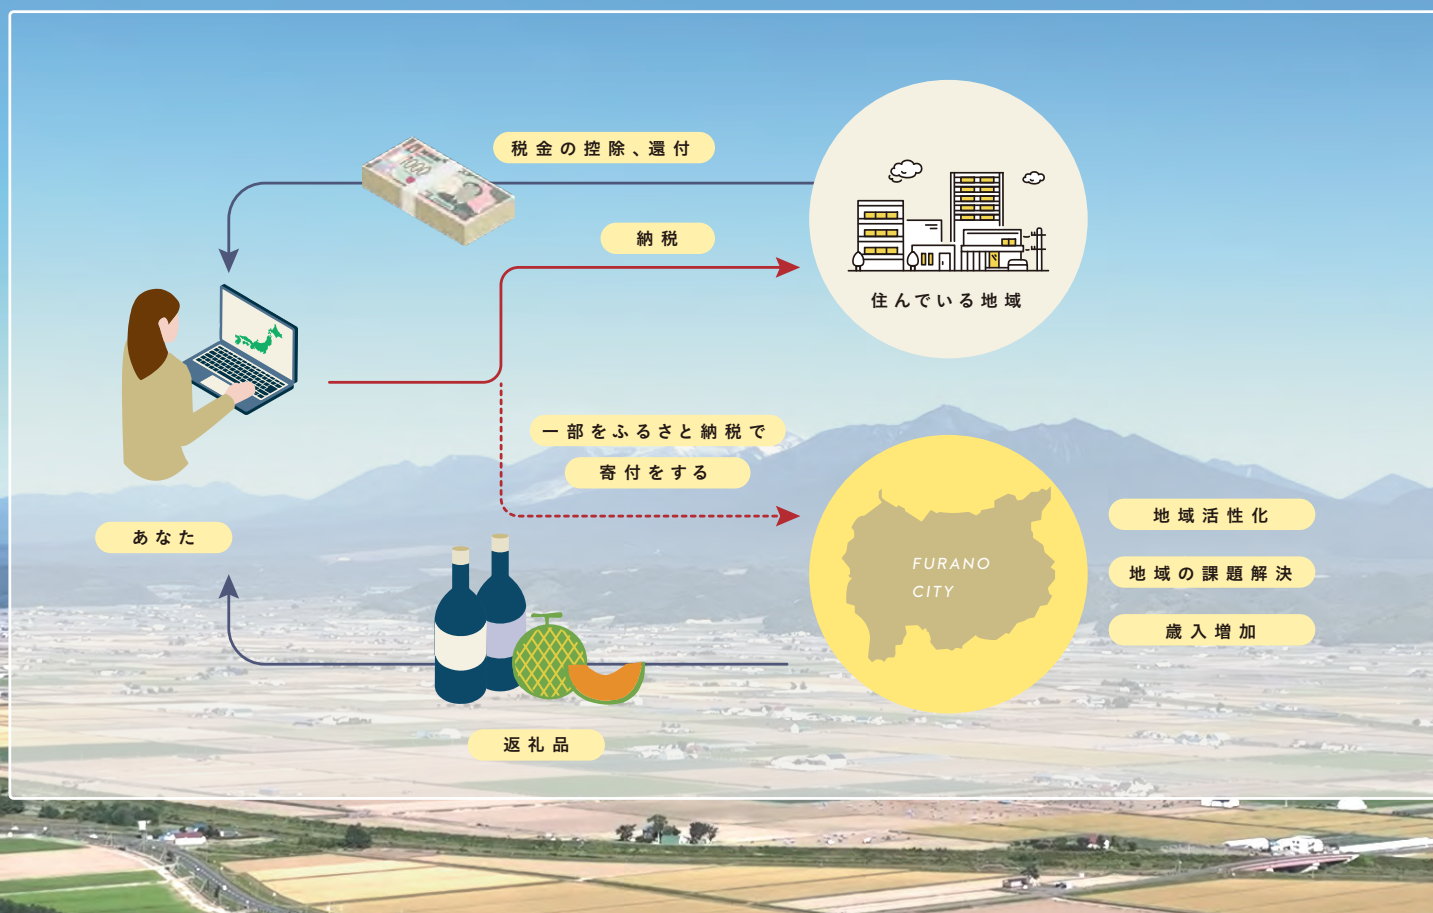 税金の控除、還付
納税
住んでいる地域
一部をふるさと納税で
寄付をする
あなた
FURANO
CITY
地域活性化
地域の課題解決
歳入増加
返礼品
1000